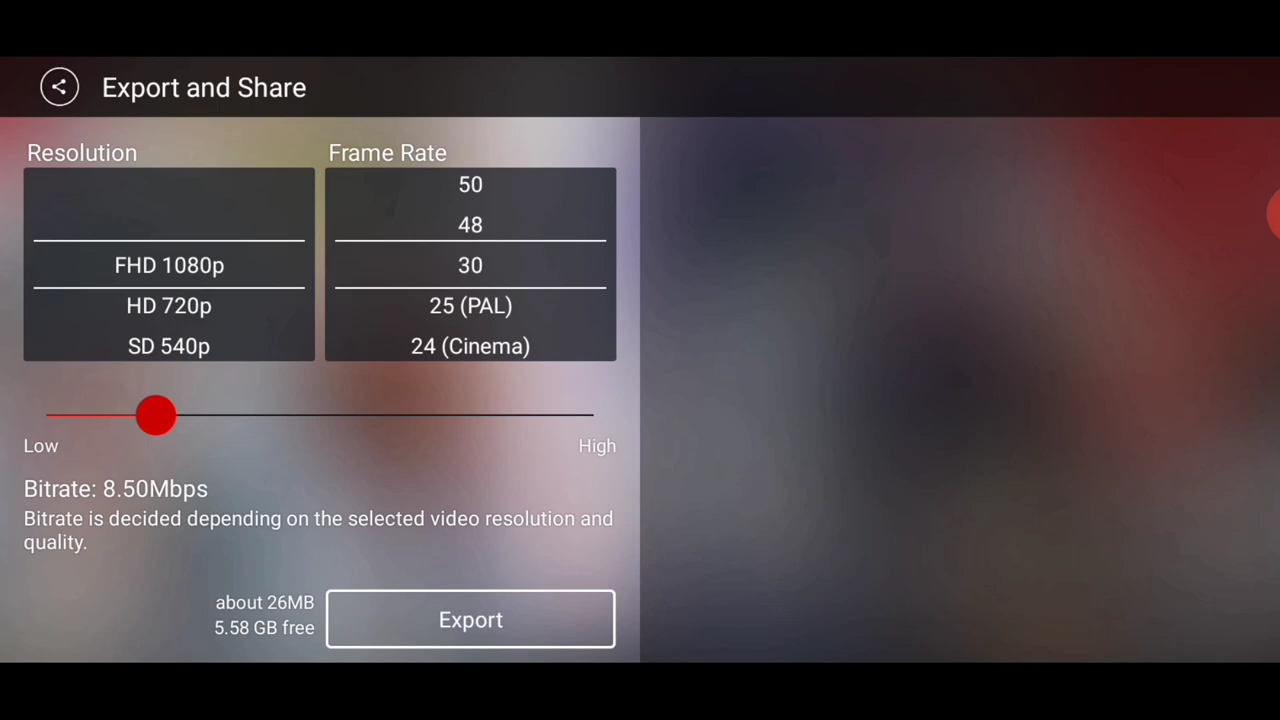 Export and Share
Resolution
Frame Rate
50
48
FHD 1080p
30
HD 720p
25 (PAL)
SD 540p
24 (Cinema)
Low
High
Bitrate: 8.50Mbps
Bitrate is decided depending on the selected video resolution and
quality.
about 26MB
5.58 GB free
Export